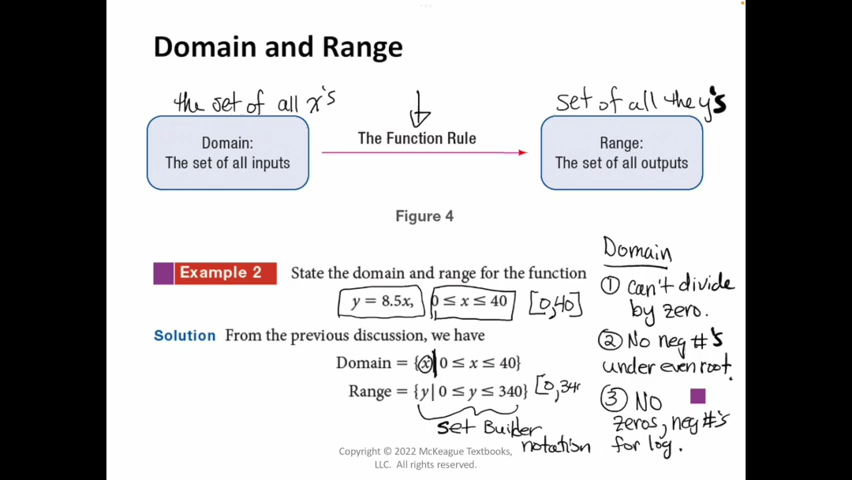 Domain and Range
the set of all x's
set of all the y's
Domain:
The set of all inputs
The Function Rule
Range:
The set of all outputs
Figure 4
Example 2 State the domain and range for the function
y = 8.5x, 0 ≤ x ≤ 40 [0,40]
Solution From the previous discussion, we have
Domain = {x| 0 ≤ x ≤ 40}
Range = {y| 0 ≤ y ≤ 340} [0,340
set Builder
notation
Domain
① can't divide
by zero.
② No neg #'s
under even root.
③ NO
zeros, neg #'s
for log.
Copyright © 2022 McKeague Textbooks,
LLC. All rights reserved.